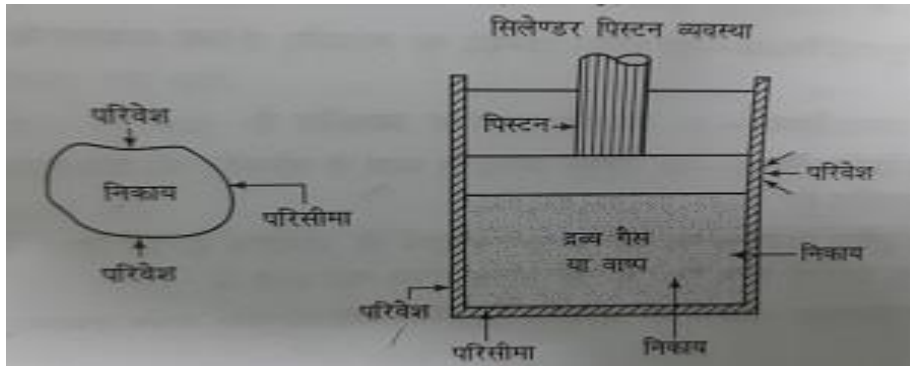 सिलेण्डर पिस्टन व्यवस्था
परिवेश
निकाय
परिसीमा
परिवेश
पिस्टन
परिवेश
द्रव्य गैस
या वाष्प
निकाय
परिवेश
परिसीमा
निकाय